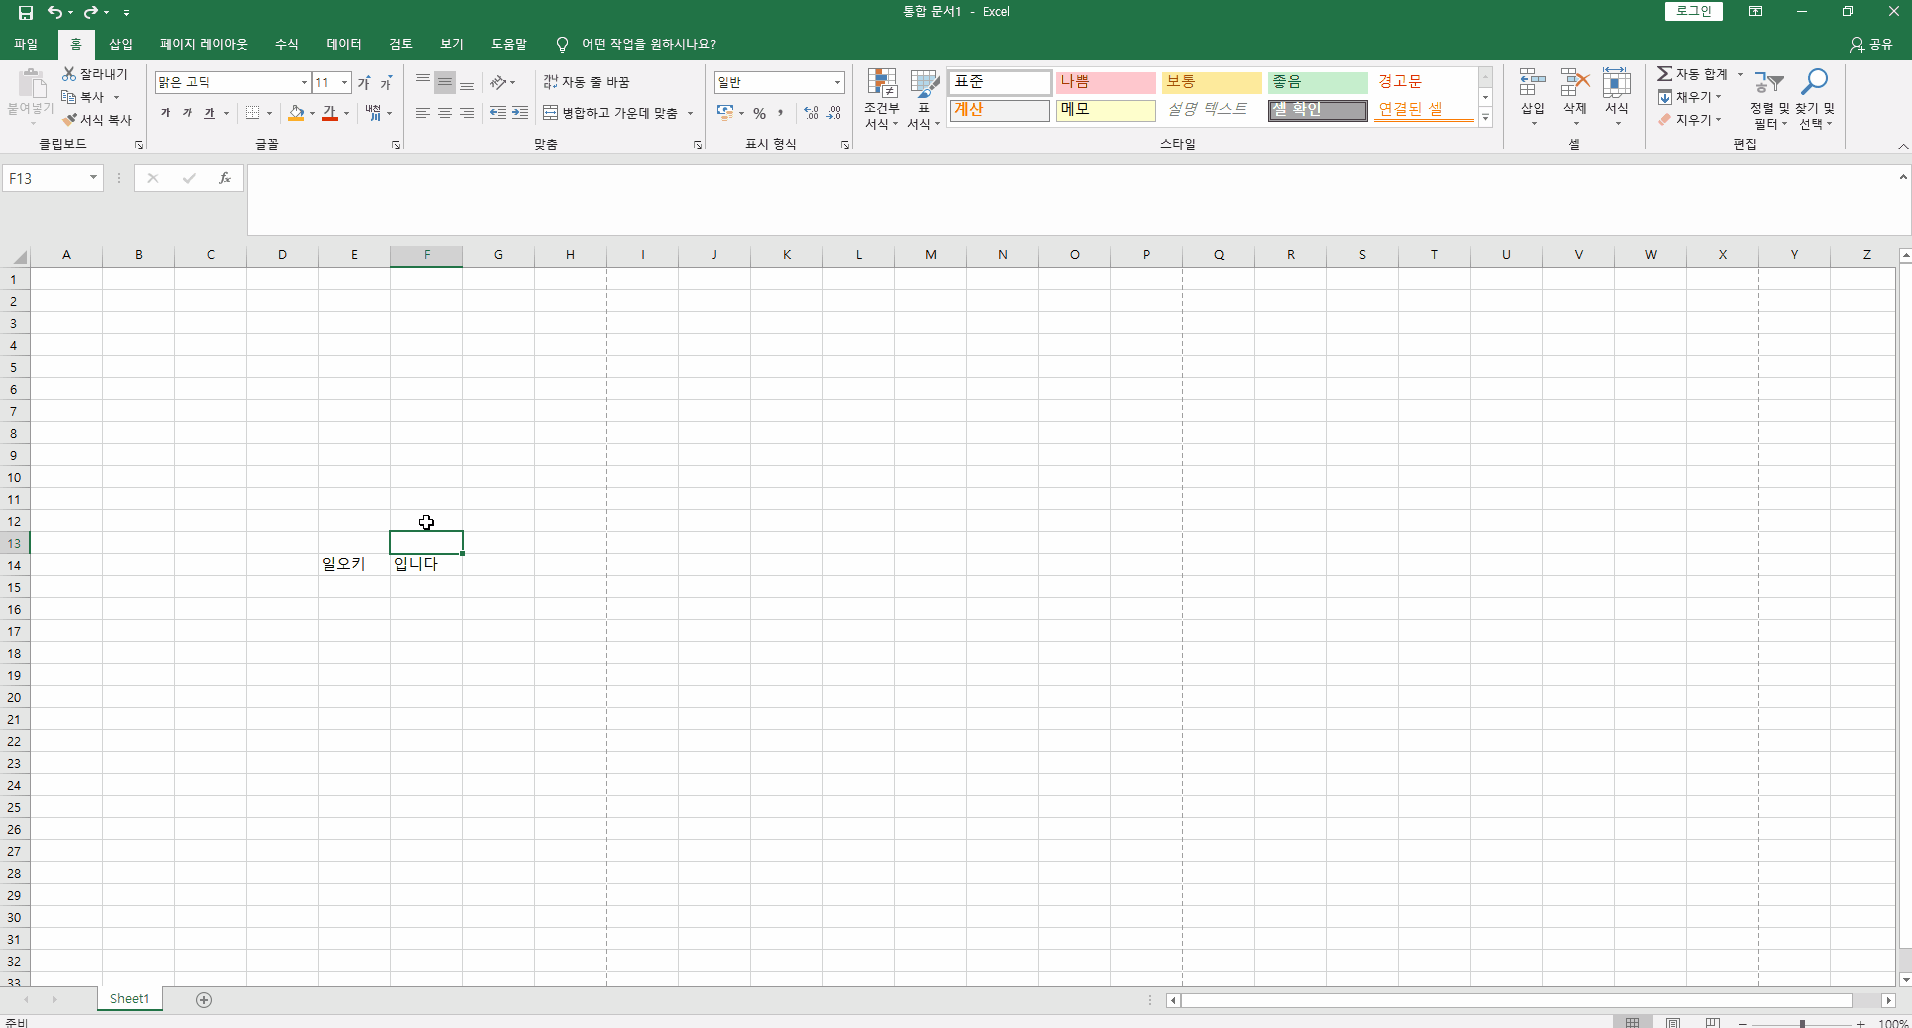 통합 문서1 - Excel
로그인
파일 홈 삽입 페이지 레이아웃 수식 데이터 검토 보기 도움말 어떤 작업을 원하시나요? 공유
붙여넣기
잘라내기
복사
서식 복사
클립보드
맑은 고딕 11
가 가
가 가 가 가 내천 川
글꼴
자동 줄 바꿈
병합하고 가운데 맞춤
맞춤
일반
% , .00
표시 형식
조건부 서식
표 서식
표준 나쁨 보통 좋음 경고문
계산 메모 설명 텍스트 셀 확인 연결된 셀
스타일
삽입 삭제 서식
셀
자동 합계
채우기
지우기
정렬 및 필터
찾기 및 선택
편집
F13 fx
A B C D E F G H I J K L M N O P Q R S T U V W X Y Z
1
2
3
4
5
6
7
8
9
10
11
12
13
14 일오키 입니다
15
16
17
18
19
20
21
22
23
24
25
26
27
28
29
30
31
32
33
Sheet1
준비 100%